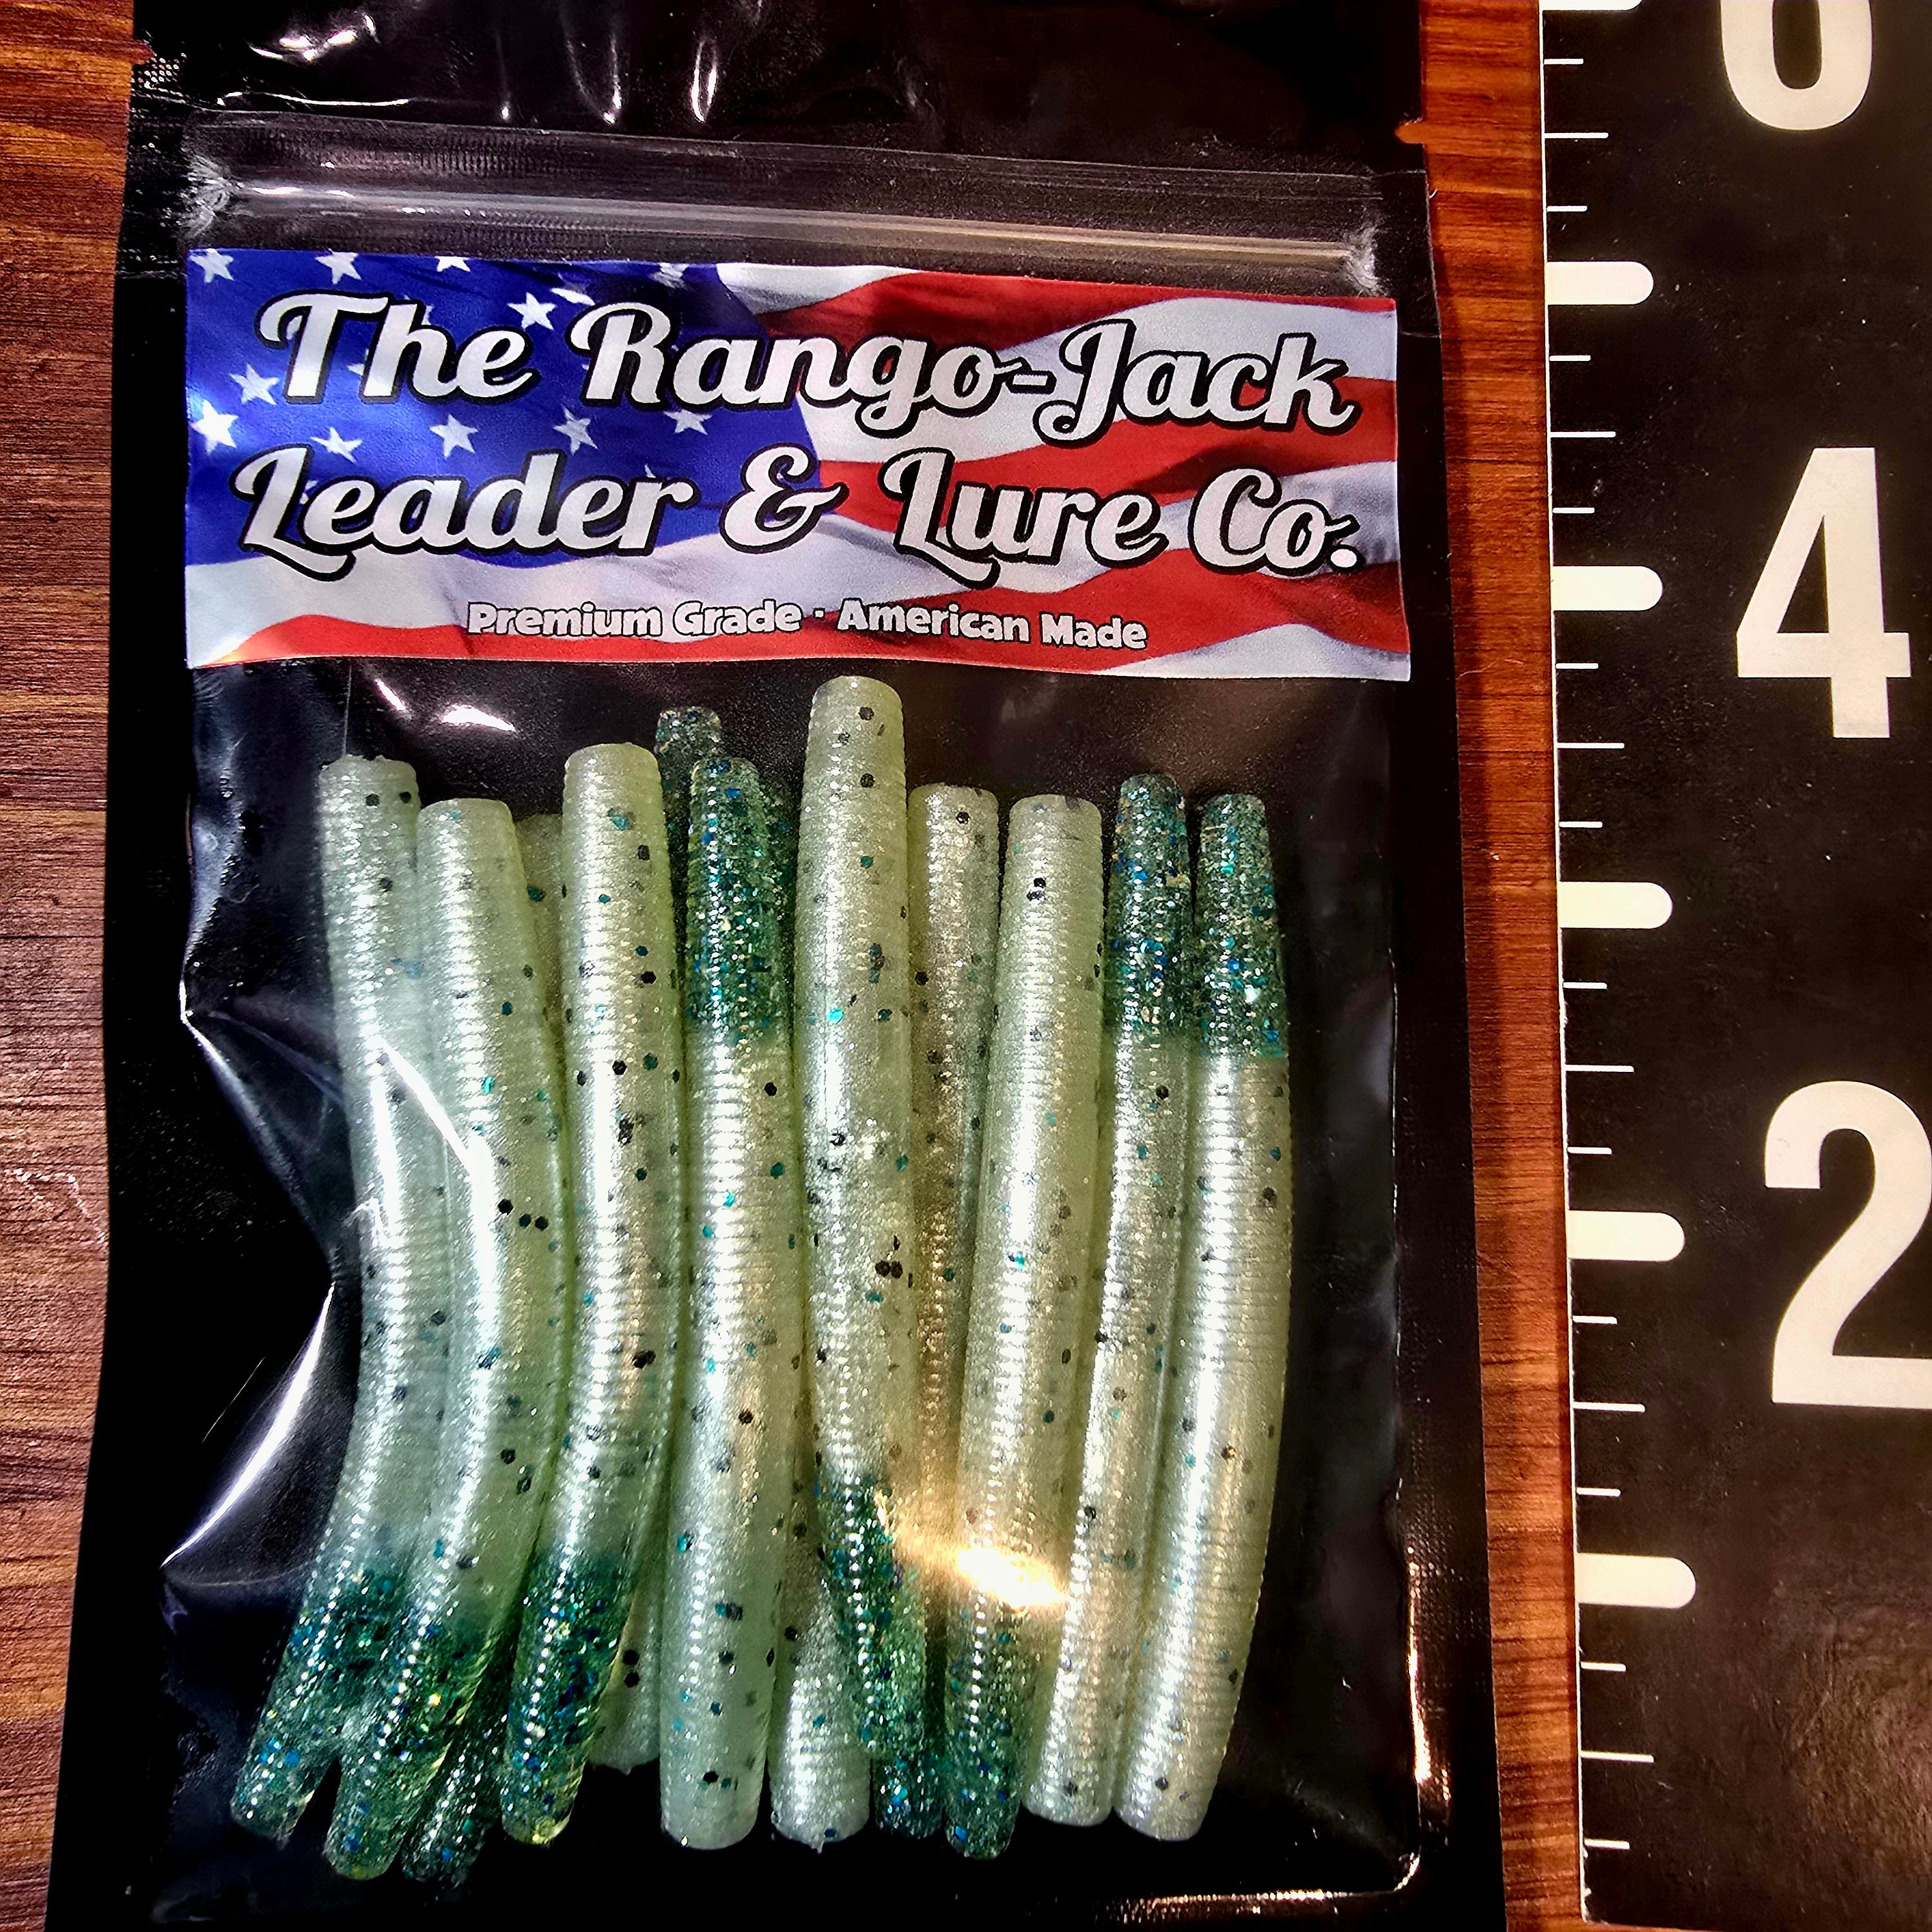 The Rango-Jack
Leader & Lure Co.
Premium Grade · American Made
4
2